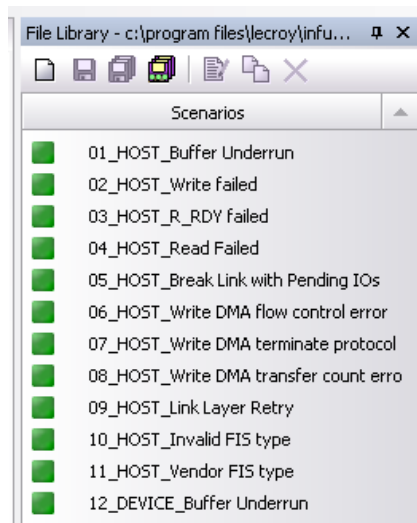 File Library - c:\program files\lecroy\infu...
Scenarios
01_HOST_Buffer Underrun
02_HOST_Write failed
03_HOST_R_RDY failed
04_HOST_Read Failed
05_HOST_Break Link with Pending IOs
06_HOST_Write DMA flow control error
07_HOST_Write DMA terminate protocol
08_HOST_Write DMA transfer count erro
09_HOST_Link Layer Retry
10_HOST_Invalid FIS type
11_HOST_Vendor FIS type
12_DEVICE_Buffer Underrun